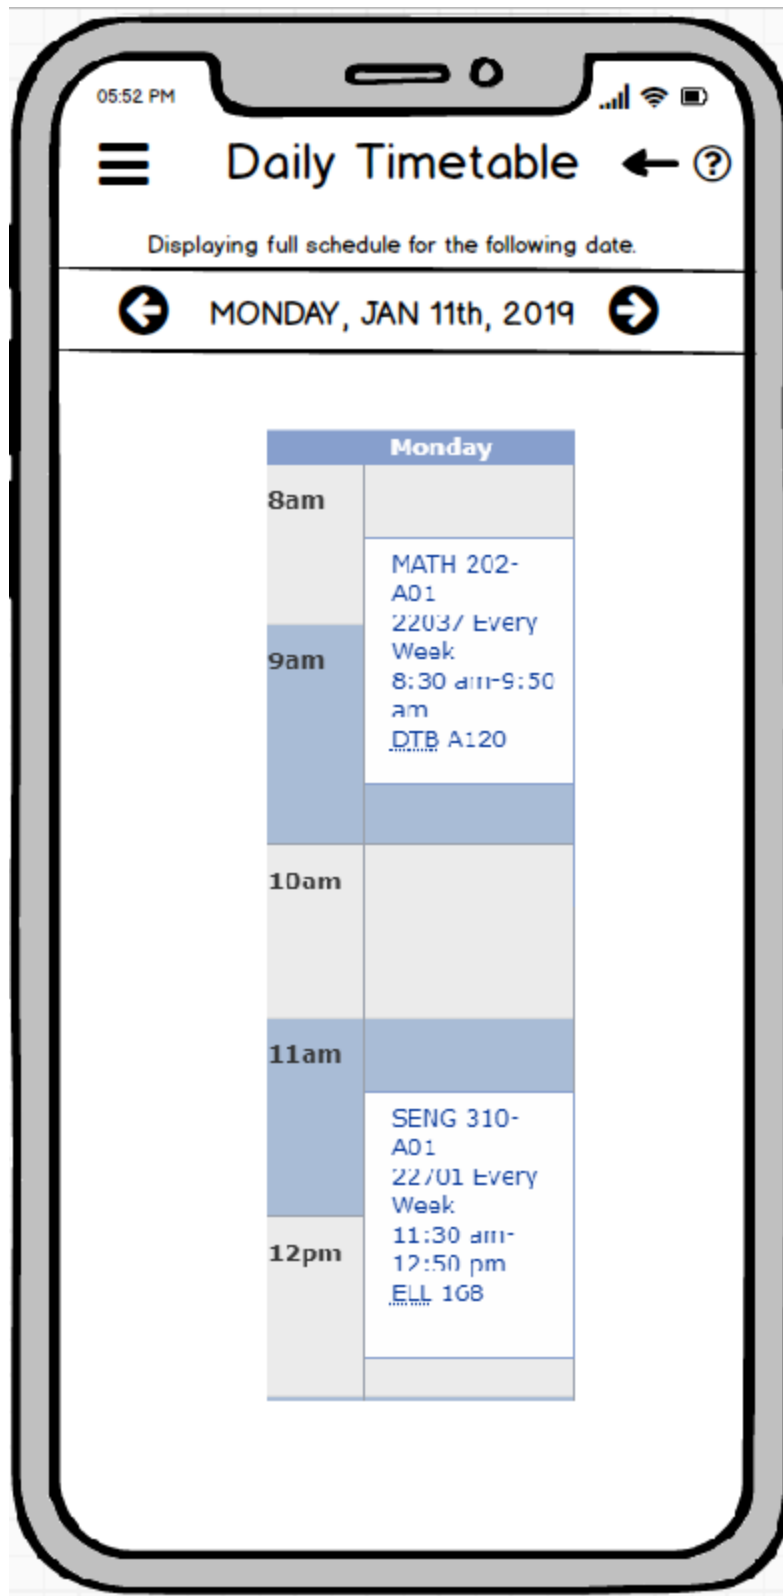 05:52 PM
Daily Timetable
Displaying full schedule for the following date.
MONDAY, JAN 11th, 2019
Monday
8am
MATH 202-
A01
22037 Every
Week
8:30 am-9:50
am
DTB A120
9am
10am
11am
SENG 310-
A01
22701 Every
Week
11:30 am-
12:50 pm
ELL 168
12pm